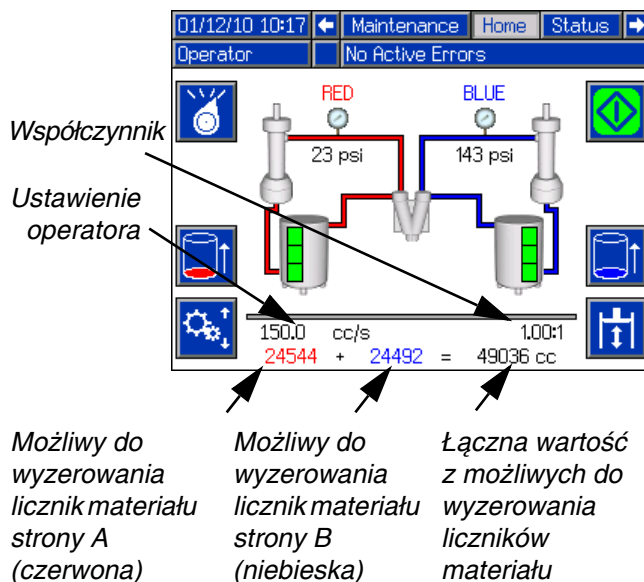 01/12/10 10:17 Maintenance Home Status
Operator No Active Errors
RED BLUE
Współczynnik
23 psi 143 psi
Ustawienie
operatora
150.0 cc/s 1.00:1
24544 + 24492 = 49036 cc
Możliwy do
wyzerowania
licznik materiału
strony A
(czerwona)
Możliwy do
wyzerowania
licznik materiału
strony B
(niebieska)
Łączna wartość
z możliwych do
wyzerowania
liczników
materiału